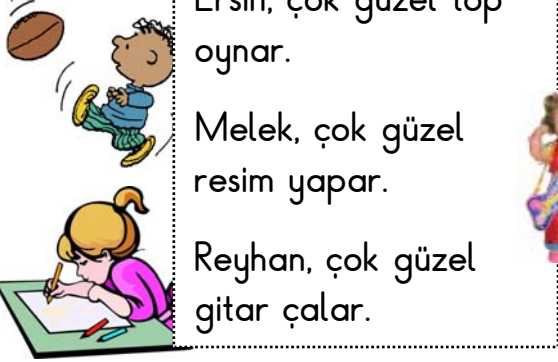 Ersin, çok güzel top
oynar.
Melek, çok güzel
resim yapar.
Reyhan, çok güzel
gitar çalar.